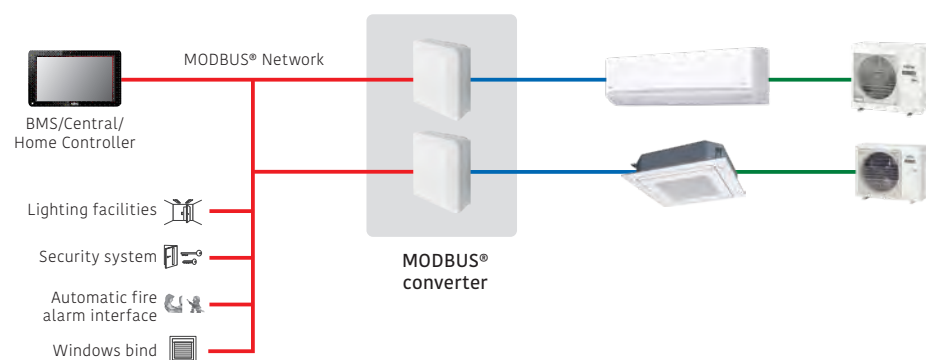 MODBUS® Network
BMS/Central/
Home Controller
Lighting facilities
Security system
Automatic fire
alarm interface
Windows bind
MODBUS®
converter